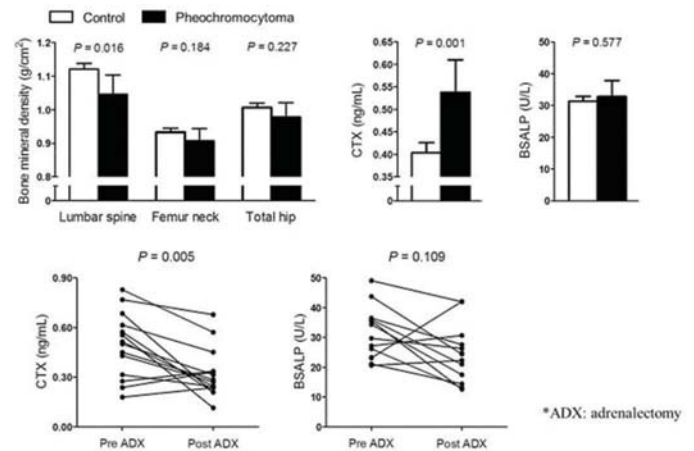 Control Pheochromocytoma
P = 0.016 P = 0.184 P = 0.227
Bone mineral density (g/cm²)
1.2
1.1
1.0
0.9
0.8
0
Lumbar spine Femur neck Total hip
P = 0.001
CTX (ng/mL)
0.65
0.60
0.55
0.50
0.45
0.40
0.35
0
P = 0.577
BSALP (U/L)
50
40
30
20
10
0
P = 0.005
CTX (ng/mL)
0.90
0.60
0.30
0.00
Pre ADX Post ADX
P = 0.109
BSALP (U/L)
50
40
30
20
10
0
Pre ADX Post ADX
*ADX: adrenalectomy